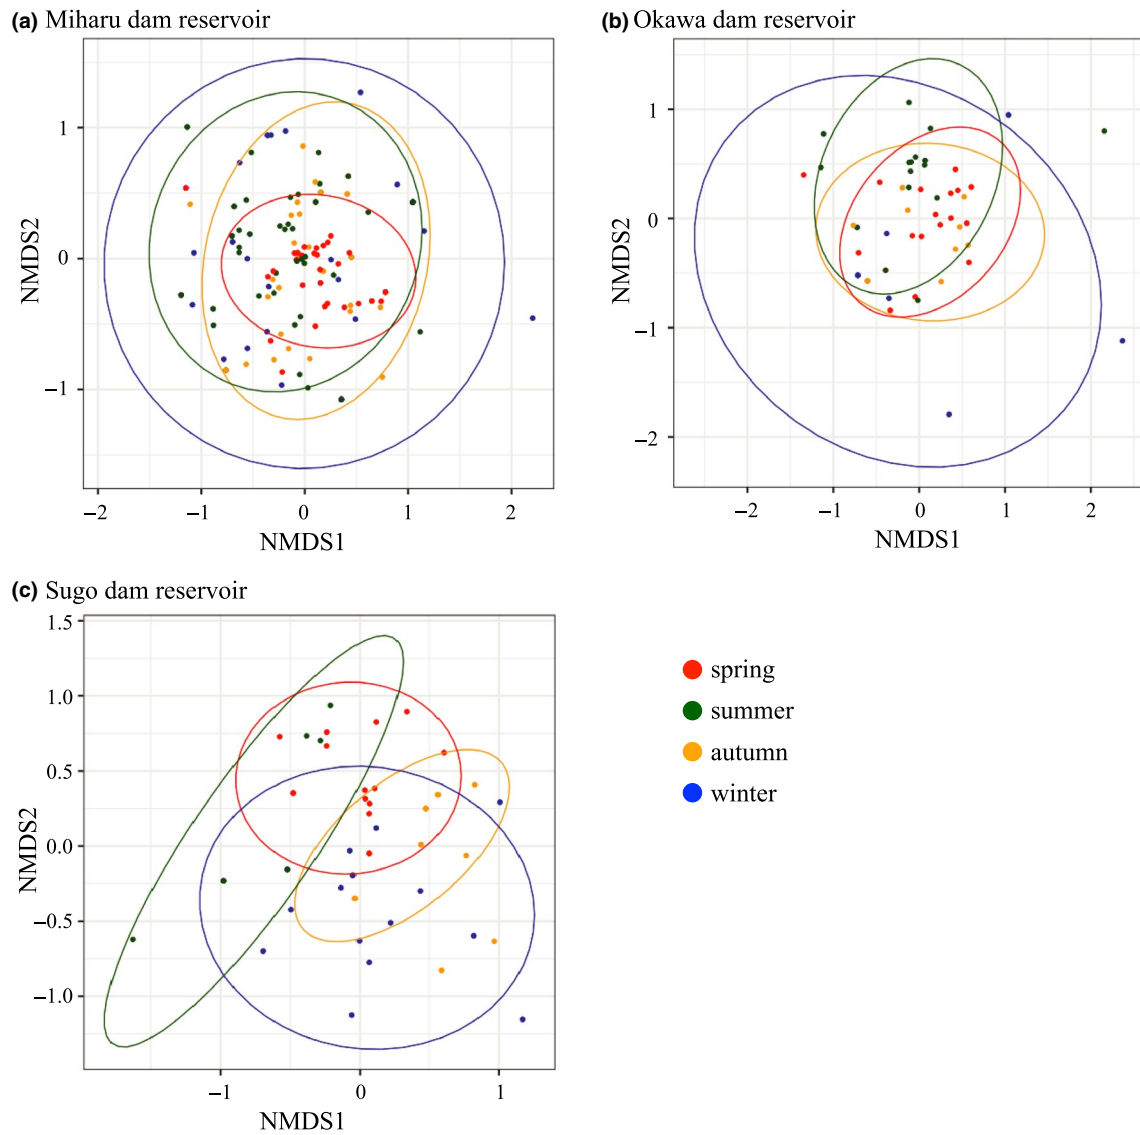 (a) Miharu dam reservoir
1
0
−1
NMDS2
−2 −1 0 1 2
NMDS1
(b) Okawa dam reservoir
1
0
−1
−2
NMDS2
−2 −1 0 1 2
NMDS1
(c) Sugo dam reservoir
1.5
1.0
0.5
0.0
−0.5
−1.0
NMDS2
−1 0 1
NMDS1
spring
summer
autumn
winter